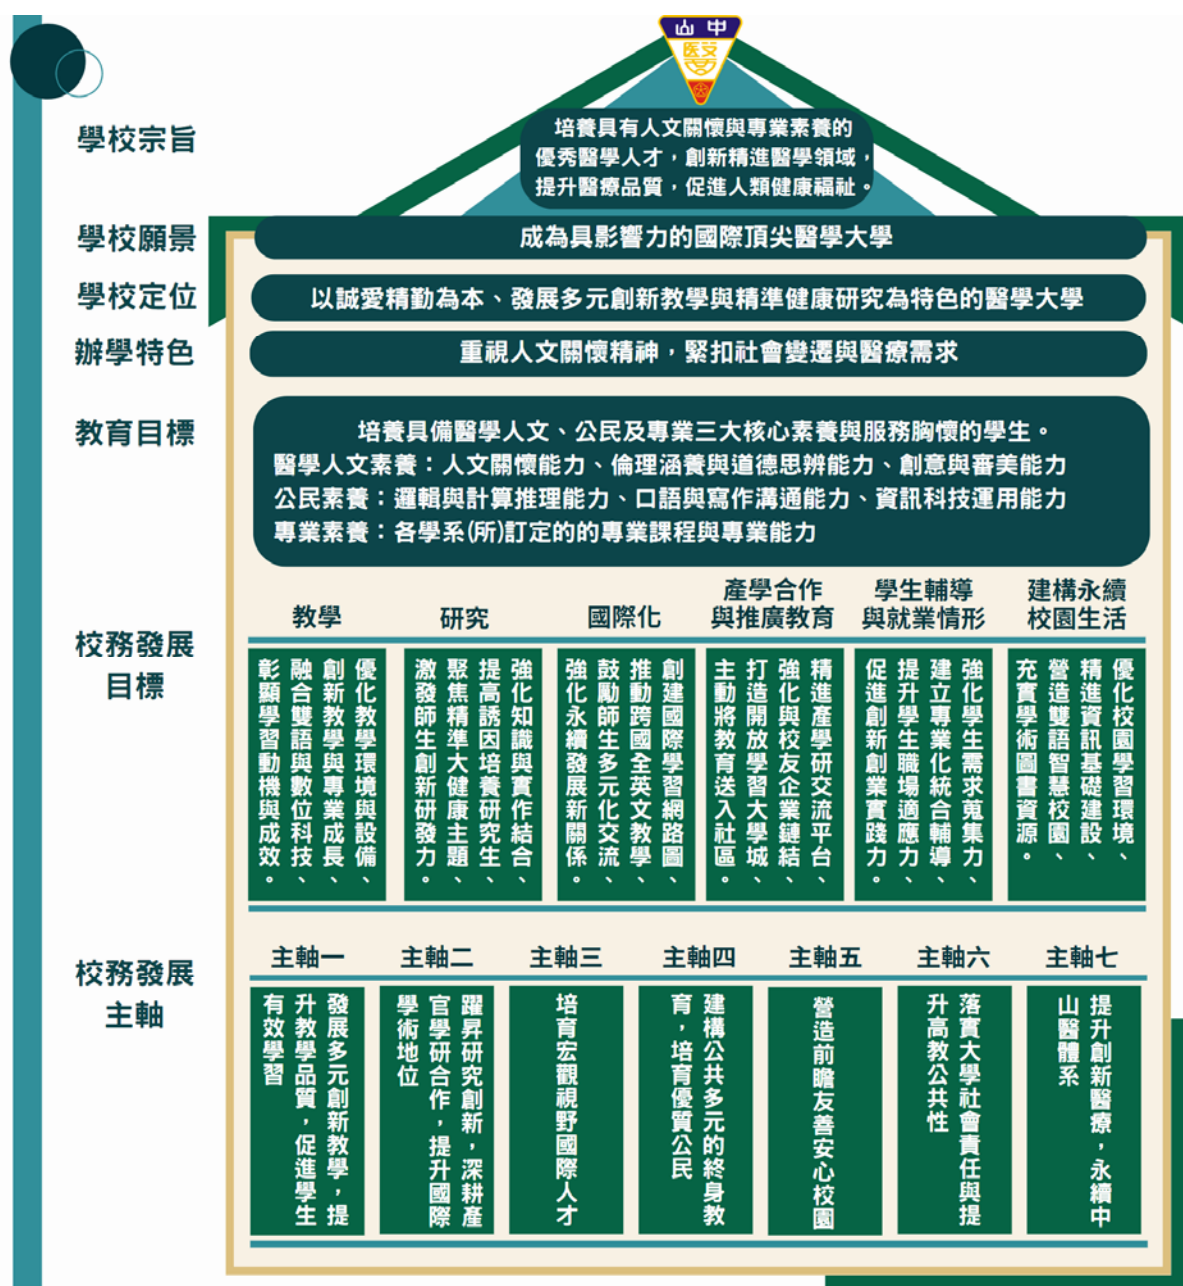 山中
医
學校宗旨
培養具有人文關懷與專業素養的
優秀醫學人才，創新精進醫學領域，
提升醫療品質，促進人類健康福祉。
學校願景
成為具影響力的國際頂尖醫學大學
學校定位
以誠愛精勤為本、發展多元創新教學與精準健康研究為特色的醫學大學
辦學特色
重視人文關懷精神，緊扣社會變遷與醫療需求
教育目標
培養具備醫學人文、公民及專業三大核心素養與服務胸懷的學生。
醫學人文素養：人文關懷能力、倫理涵養與道德思辨能力、創意與審美能力
公民素養：邏輯與計算推理能力、口語與寫作溝通能力、資訊科技運用能力
專業素養：各學系(所)訂定的的專業課程與專業能力
校務發展
目標
教學
優化教學環境與設備、
創新教學與專業成長、
融合雙語與數位科技、
彰顯學習動機與成效。
研究
強化知識與實作結合、
提高誘因培養研究生、
聚焦精準大健康主題、
激發師生創新研發力。
國際化
創建國際學習網路圖、
推動跨國全英文教學、
鼓勵師生多元化交流、
強化永續發展新關係。
產學合作
與推廣教育
精進產學研交流平台、
強化與校友企業鏈結、
打造開放學習大學城、
主動將教育送入社區。
學生輔導
與就業情形
強化學生需求蒐集力、
建立專業化統合輔導、
提升學生職場適應力、
促進創新創業實踐力。
建構永續
校園生活
優化校園學習環境、
精進資訊基礎建設、
營造雙語智慧校園、
充實學術圖書資源。
校務發展
主軸
主軸一
發展多元創新教學，提
升教學品質，促進學生
有效學習
主軸二
躍昇研究創新，深耕產
官學研合作，提升國際
學術地位
主軸三
培育宏觀視野國際人才
主軸四
建構公共多元的終身教
育，培育優質公民
主軸五
營造前瞻友善安心校園
主軸六
落實大學社會責任與提
升高教公共性
主軸七
提升創新醫療，永續中
山醫體系